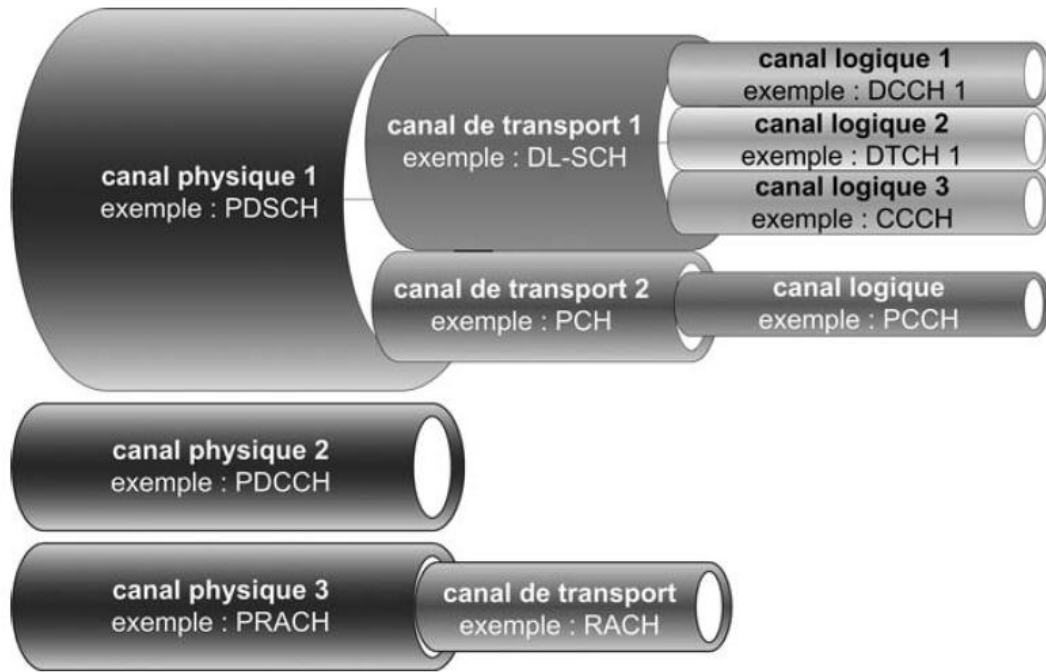 canal physique 1
exemple : PDSCH
canal de transport 1
exemple : DL-SCH
canal logique 1
exemple : DCCH 1
canal logique 2
exemple : DTCH 1
canal logique 3
exemple : CCCH
canal de transport 2
exemple : PCH
canal logique
exemple : PCCH
canal physique 2
exemple : PDCCH
canal physique 3
exemple : PRACH
canal de transport
exemple : RACH